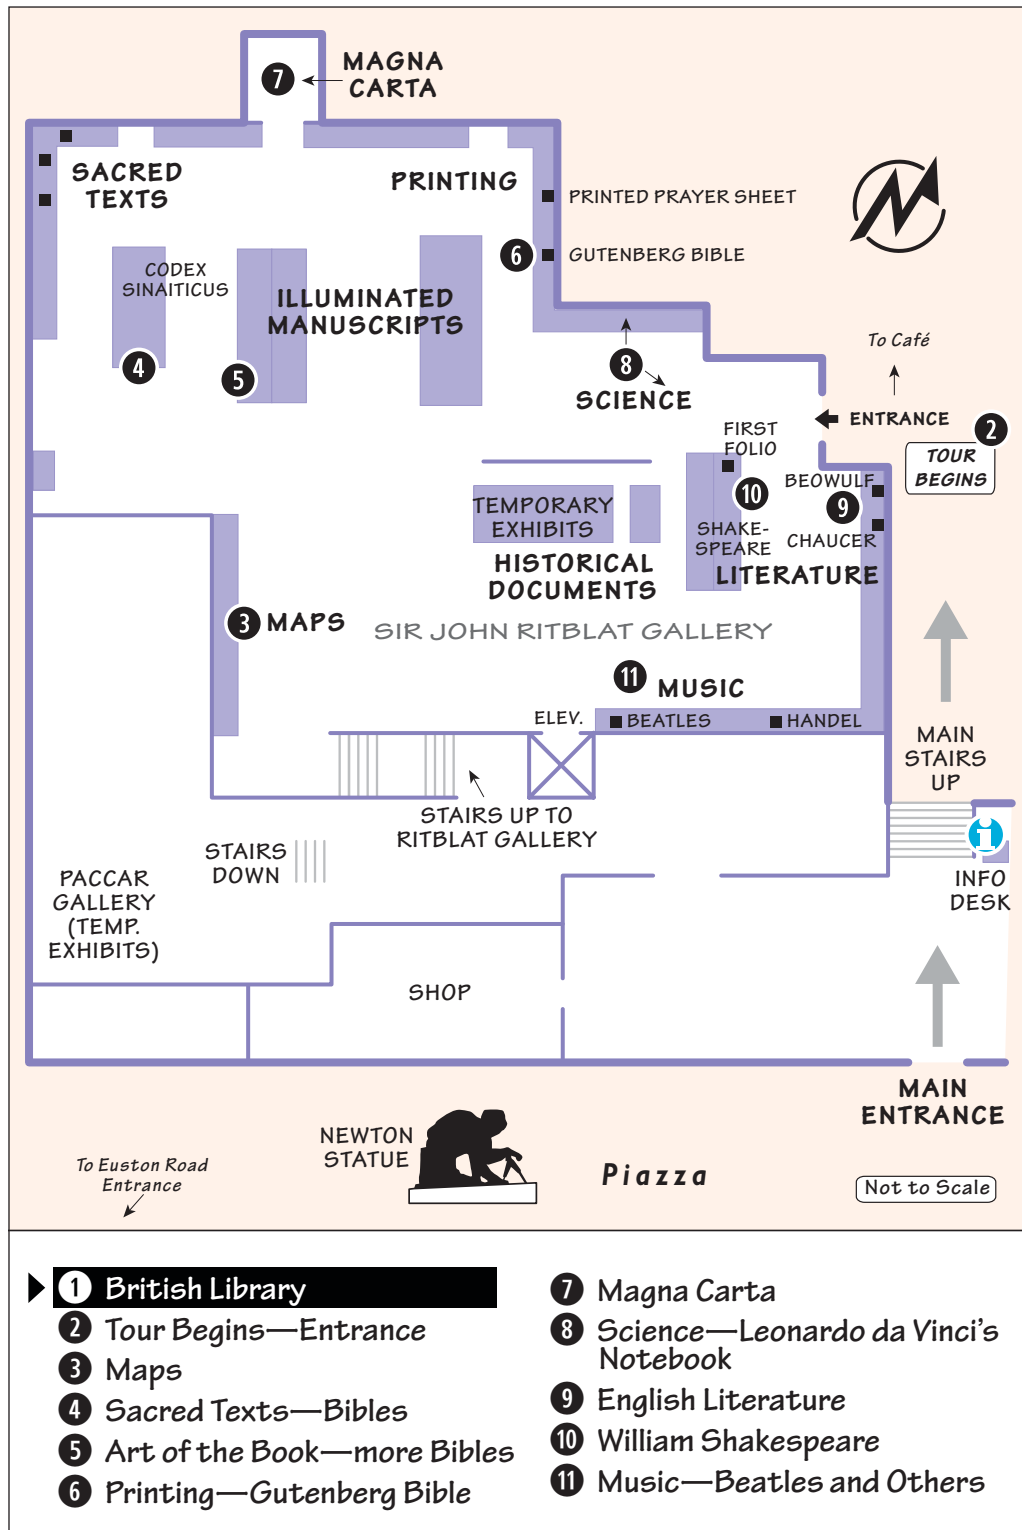 7
MAGNA
CARTA
SACRED
TEXTS
PRINTING
PRINTED PRAYER SHEET
6
GUTENBERG BIBLE
N
CODEX
SINAITICUS
ILLUMINATED
MANUSCRIPTS
4
5
8
SCIENCE
To Café
ENTRANCE
2
TOUR
BEGINS
FIRST
FOLIO
10
BEOWULF
9
TEMPORARY
EXHIBITS
SHAKE-
SPEARE
CHAUCER
HISTORICAL
DOCUMENTS
LITERATURE
3 MAPS
SIR JOHN RITBLAT GALLERY
11
MUSIC
ELEV.
BEATLES
HANDEL
MAIN
STAIRS
UP
STAIRS UP TO
RITBLAT GALLERY
STAIRS
DOWN
i
INFO
DESK
PACCAR
GALLERY
(TEMP.
EXHIBITS)
SHOP
MAIN
ENTRANCE
NEWTON
STATUE
Piazza
To Euston Road
Entrance
Not to Scale
1 British Library
2 Tour Begins—Entrance
3 Maps
4 Sacred Texts—Bibles
5 Art of the Book—more Bibles
6 Printing—Gutenberg Bible
7 Magna Carta
8 Science—Leonardo da Vinci's
Notebook
9 English Literature
10 William Shakespeare
11 Music—Beatles and Others